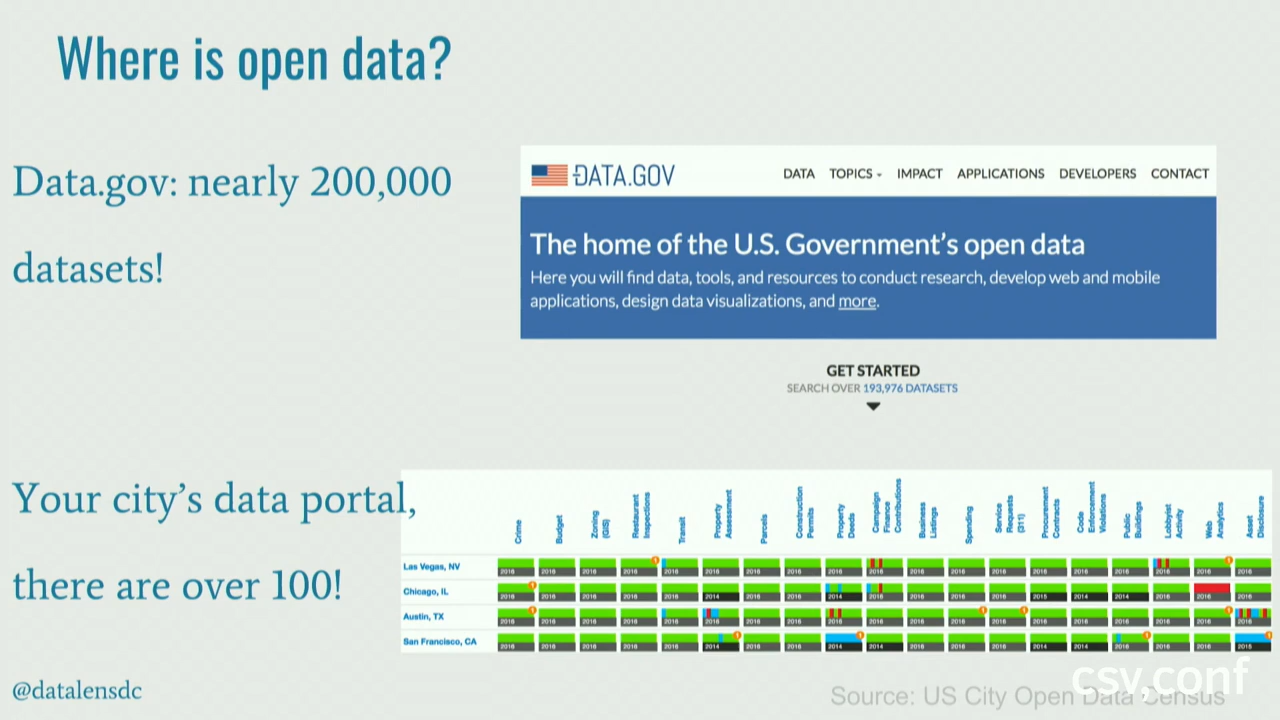 Where is open data?
Data.gov: nearly 200,000
datasets!
DATA.GOV
DATA TOPICS IMPACT APPLICATIONS DEVELOPERS CONTACT
The home of the U.S. Government's open data
Here you will find data, tools, and resources to conduct research, develop web and mobile
applications, design data visualizations, and more.
GET STARTED
SEARCH OVER 193,976 DATASETS
Your city's data portal,
there are over 100!
Crime
Budget
Zoning
(GIS)
Restaurant
Inspections
Transit
Property
Assessment
Parcels
Construction
Permits
Property
Deeds
Campaign
Finance
Contributions
Business
Listings
Spending
Service
Requests
(311)
Procurement
Contracts
Code
Enforcement
Violations
Public
Buildings
Lobbyist
Activity
Web
Analytics
Asset
Disclosure
Las Vegas, NV
Chicago, IL
Austin, TX
San Francisco, CA
@datalensdc
Source: US City Open Data Census
csv,conf